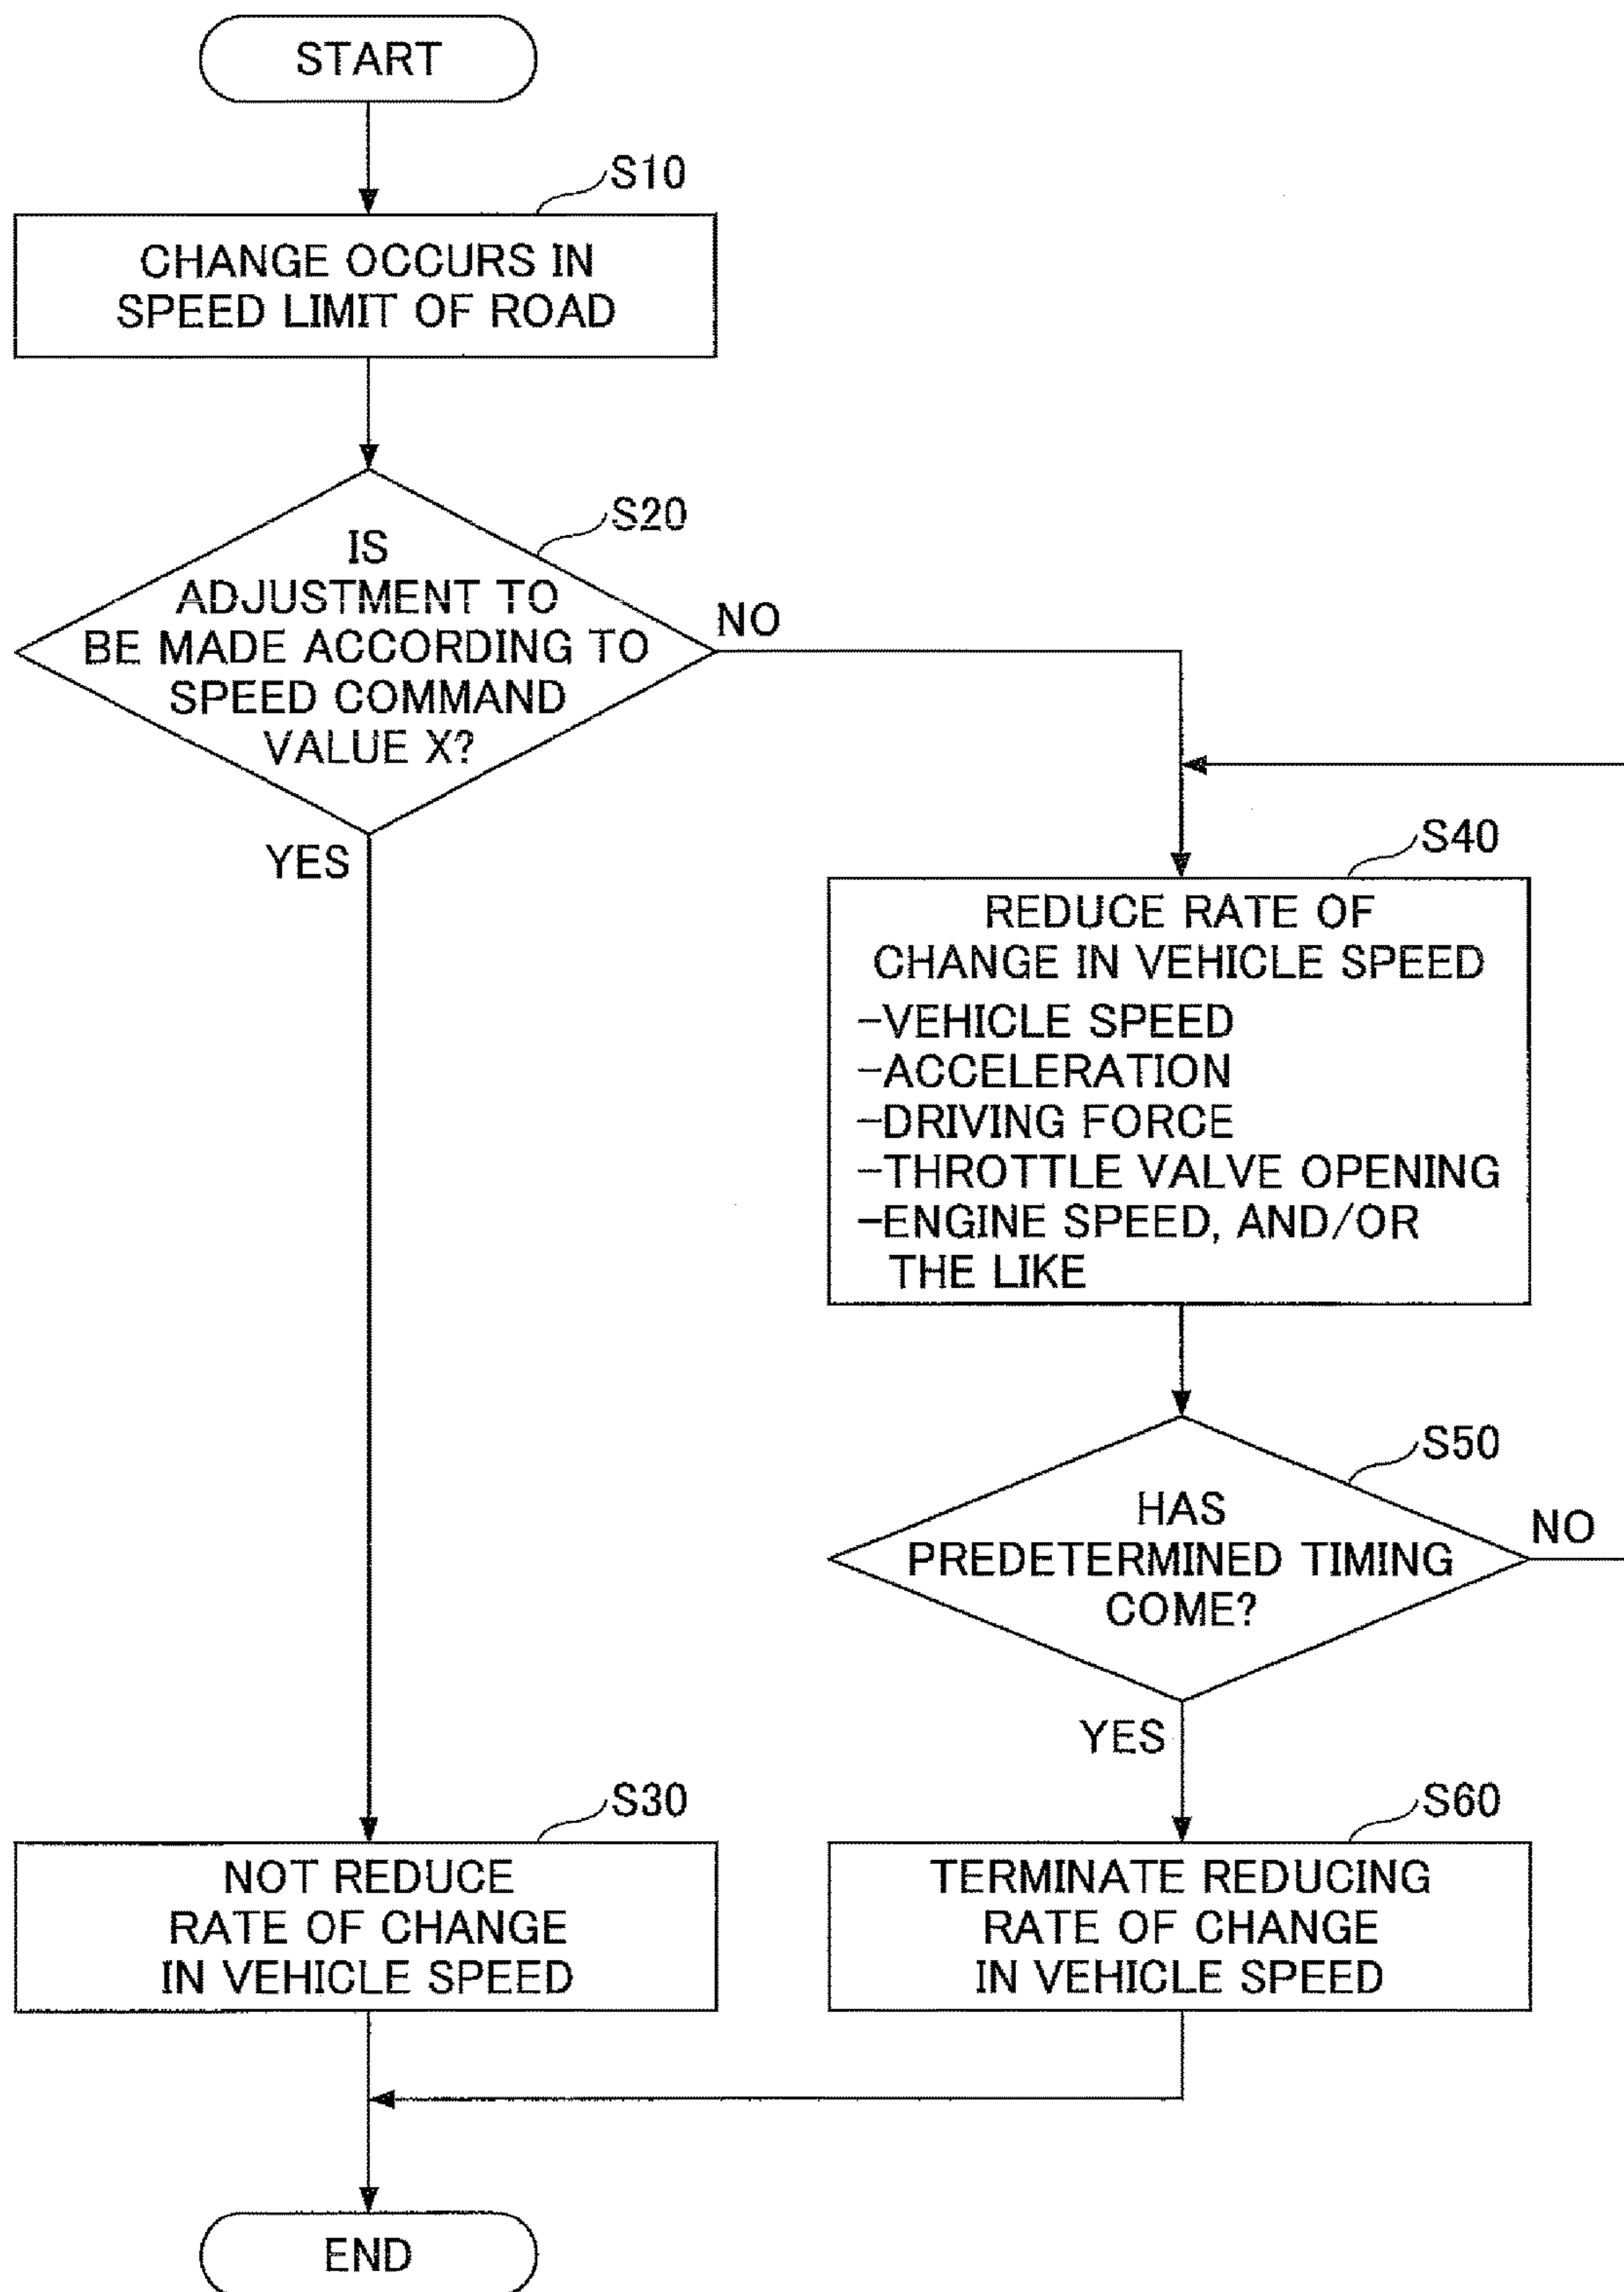 START
S10
CHANGE OCCURS IN
SPEED LIMIT OF ROAD
S20
IS
ADJUSTMENT TO
BE MADE ACCORDING TO
SPEED COMMAND
VALUE X?
NO
YES
S40
REDUCE RATE OF
CHANGE IN VEHICLE SPEED
-VEHICLE SPEED
-ACCELERATION
-DRIVING FORCE
-THROTTLE VALVE OPENING
-ENGINE SPEED, AND/OR
THE LIKE
S50
HAS
PREDETERMINED TIMING
COME?
NO
YES
S30
NOT REDUCE
RATE OF CHANGE
IN VEHICLE SPEED
S60
TERMINATE REDUCING
RATE OF CHANGE
IN VEHICLE SPEED
END